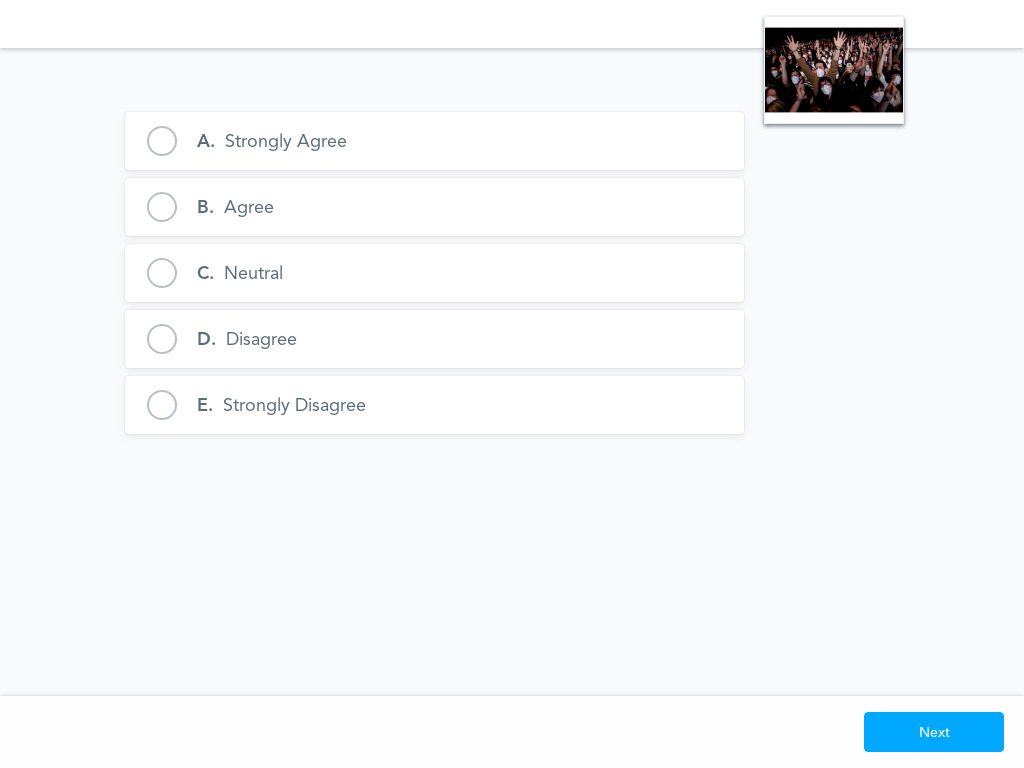 A. Strongly Agree
B. Agree
C. Neutral
D. Disagree
E. Strongly Disagree
Next